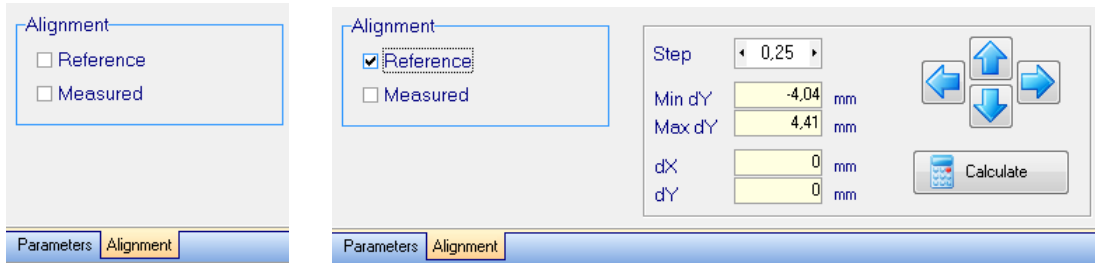 Alignment
Reference
Measured
Parameters Alignment
Alignment
Reference
Measured
Step 0,25
Min dY -4,04 mm
Max dY 4,41 mm
dX 0 mm
dY 0 mm
Calculate
Parameters Alignment